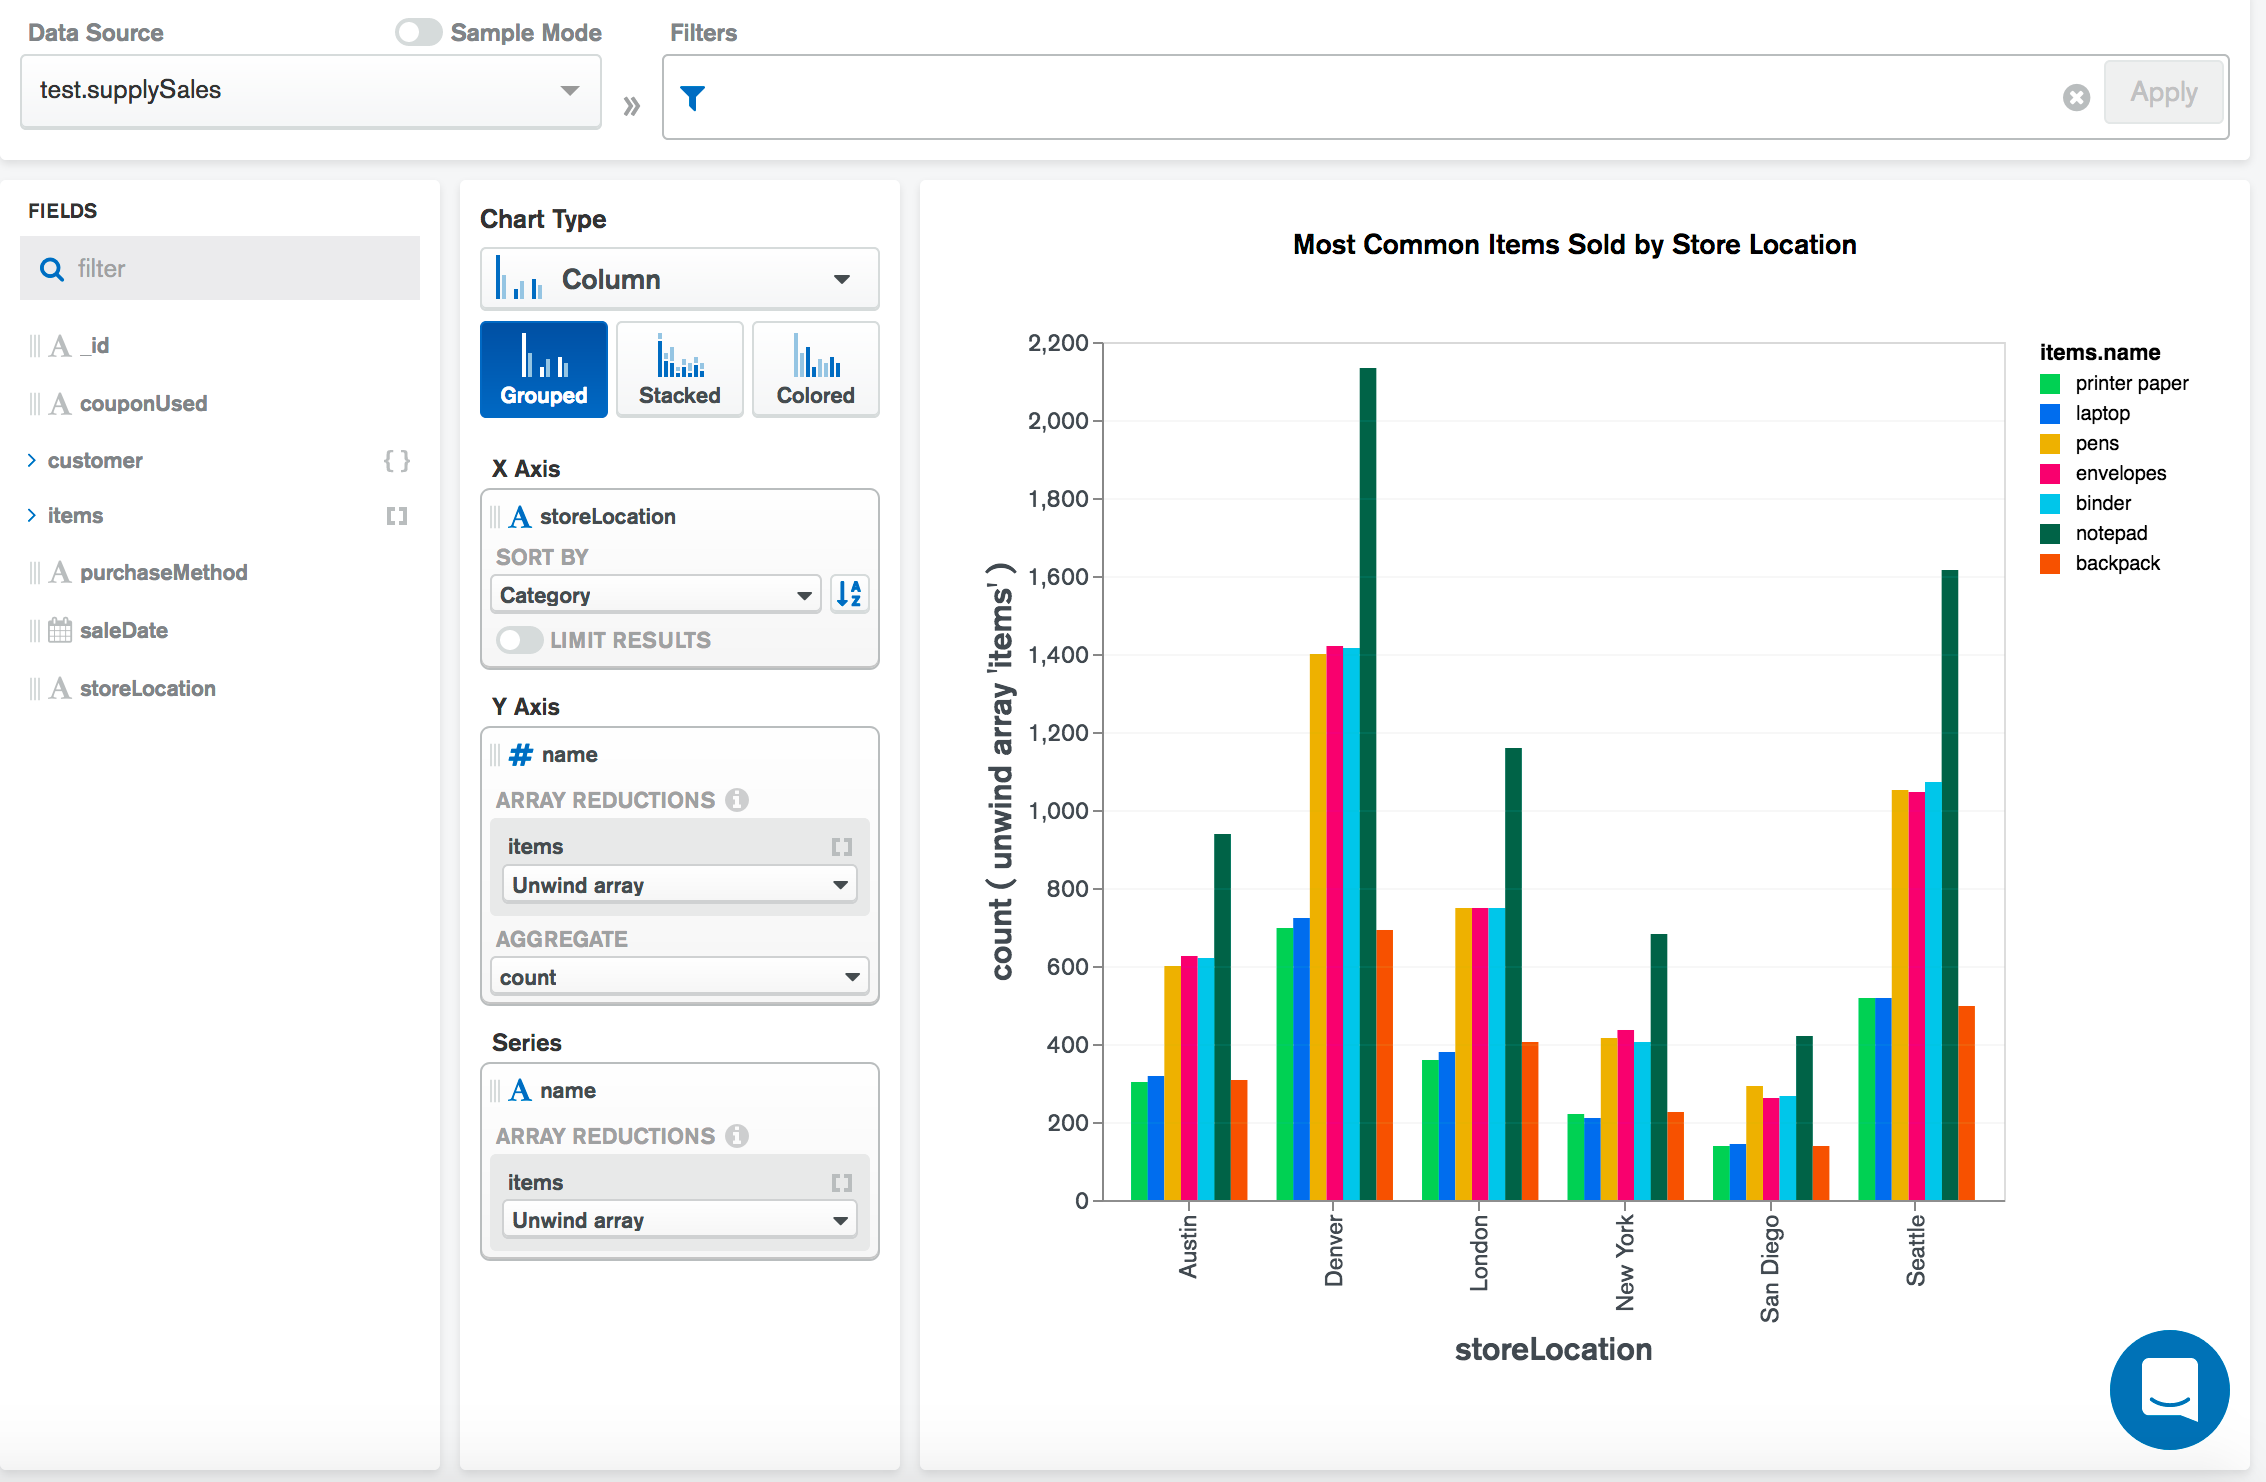 Data Source
Sample Mode
Filters
test.supplySales
»
Apply
FIELDS
filter
A _id
A couponUsed
customer { }
items [ ]
A purchaseMethod
saleDate
A storeLocation
Chart Type
Column
Grouped
Stacked
Colored
X Axis
A storeLocation
SORT BY
Category
A Z
LIMIT RESULTS
Y Axis
# name
ARRAY REDUCTIONS i
items [ ]
Unwind array
AGGREGATE
count
Series
A name
ARRAY REDUCTIONS i
items [ ]
Unwind array
Most Common Items Sold by Store Location
count ( unwind array 'items' )
2,200
2,000
1,800
1,600
1,400
1,200
1,000
800
600
400
200
0
Austin
Denver
London
New York
San Diego
Seattle
storeLocation
items.name
printer paper
laptop
pens
envelopes
binder
notepad
backpack